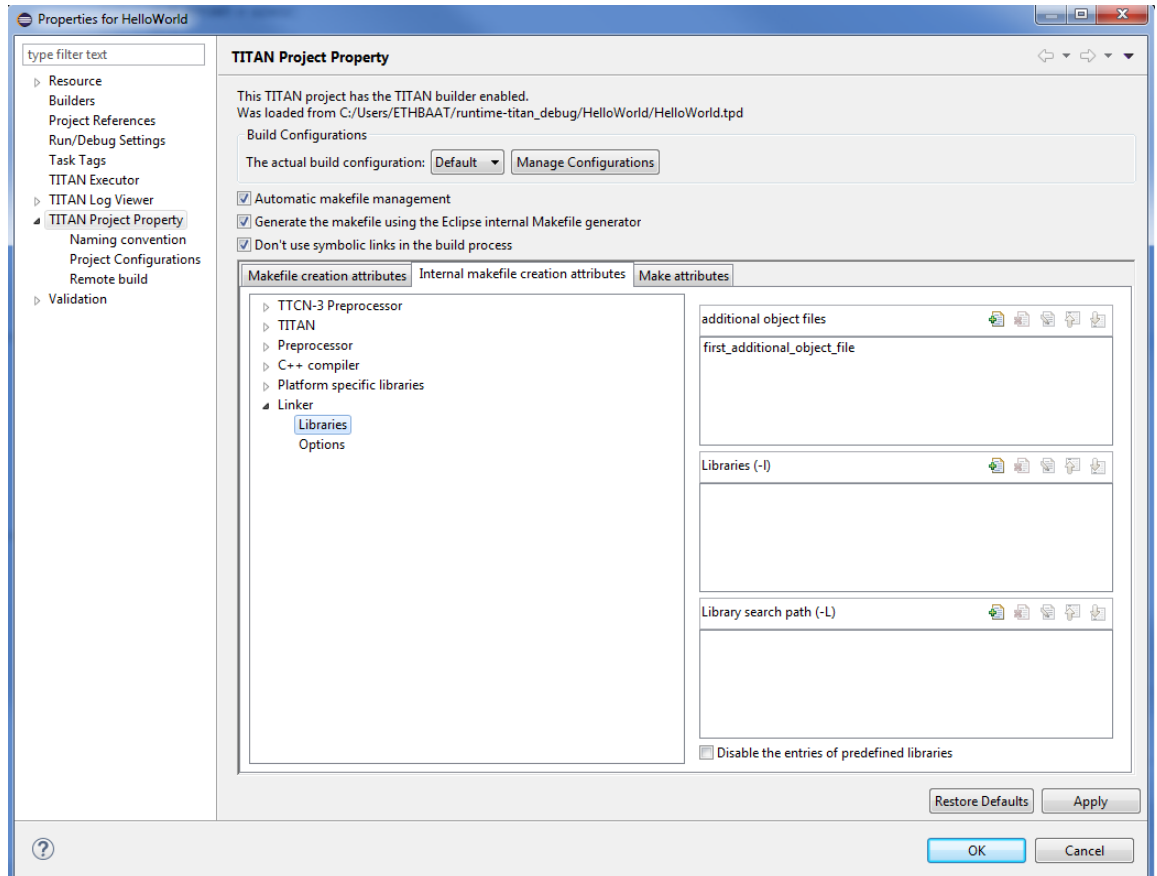 Properties for HelloWorld
type filter text
Resource
Builders
Project References
Run/Debug Settings
Task Tags
TITAN Executor
TITAN Log Viewer
TITAN Project Property
Naming convention
Project Configurations
Remote build
Validation
TITAN Project Property
This TITAN project has the TITAN builder enabled.
Was loaded from C:/Users/ETHBAAT/runtime-titan_debug/HelloWorld/HelloWorld.tpd
Build Configurations
The actual build configuration: Default Manage Configurations
Automatic makefile management
Generate the makefile using the Eclipse internal Makefile generator
Don't use symbolic links in the build process
Makefile creation attributes Internal makefile creation attributes Make attributes
TTCN-3 Preprocessor
TITAN
Preprocessor
C++ compiler
Platform specific libraries
Linker
Libraries
Options
additional object files
first_additional_object_file
Libraries (-l)
Library search path (-L)
Disable the entries of predefined libraries
Restore Defaults Apply
OK Cancel